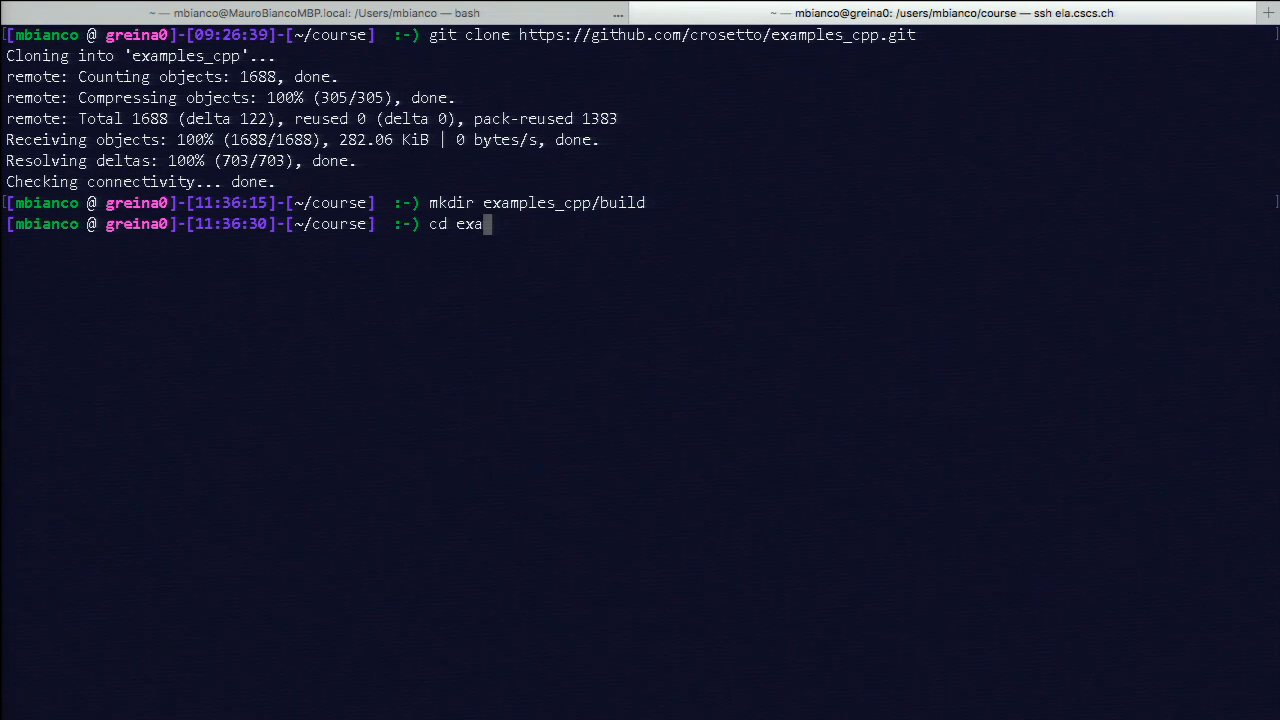 ~ — mbianco@MauroBiancoMBP.local: /Users/mbianco — bash ... ~ — mbianco@greina0: /users/mbianco/course — ssh ela.cscs.ch +
[mbianco @ greina0]-[09:26:39]-[~/course]  :-) git clone https://github.com/crosetto/examples_cpp.git
Cloning into 'examples_cpp'...
remote: Counting objects: 1688, done.
remote: Compressing objects: 100% (305/305), done.
remote: Total 1688 (delta 122), reused 0 (delta 0), pack-reused 1383
Receiving objects: 100% (1688/1688), 282.06 KiB | 0 bytes/s, done.
Resolving deltas: 100% (703/703), done.
Checking connectivity... done.
[mbianco @ greina0]-[11:36:15]-[~/course]  :-) mkdir examples_cpp/build
[mbianco @ greina0]-[11:36:30]-[~/course]  :-) cd exa